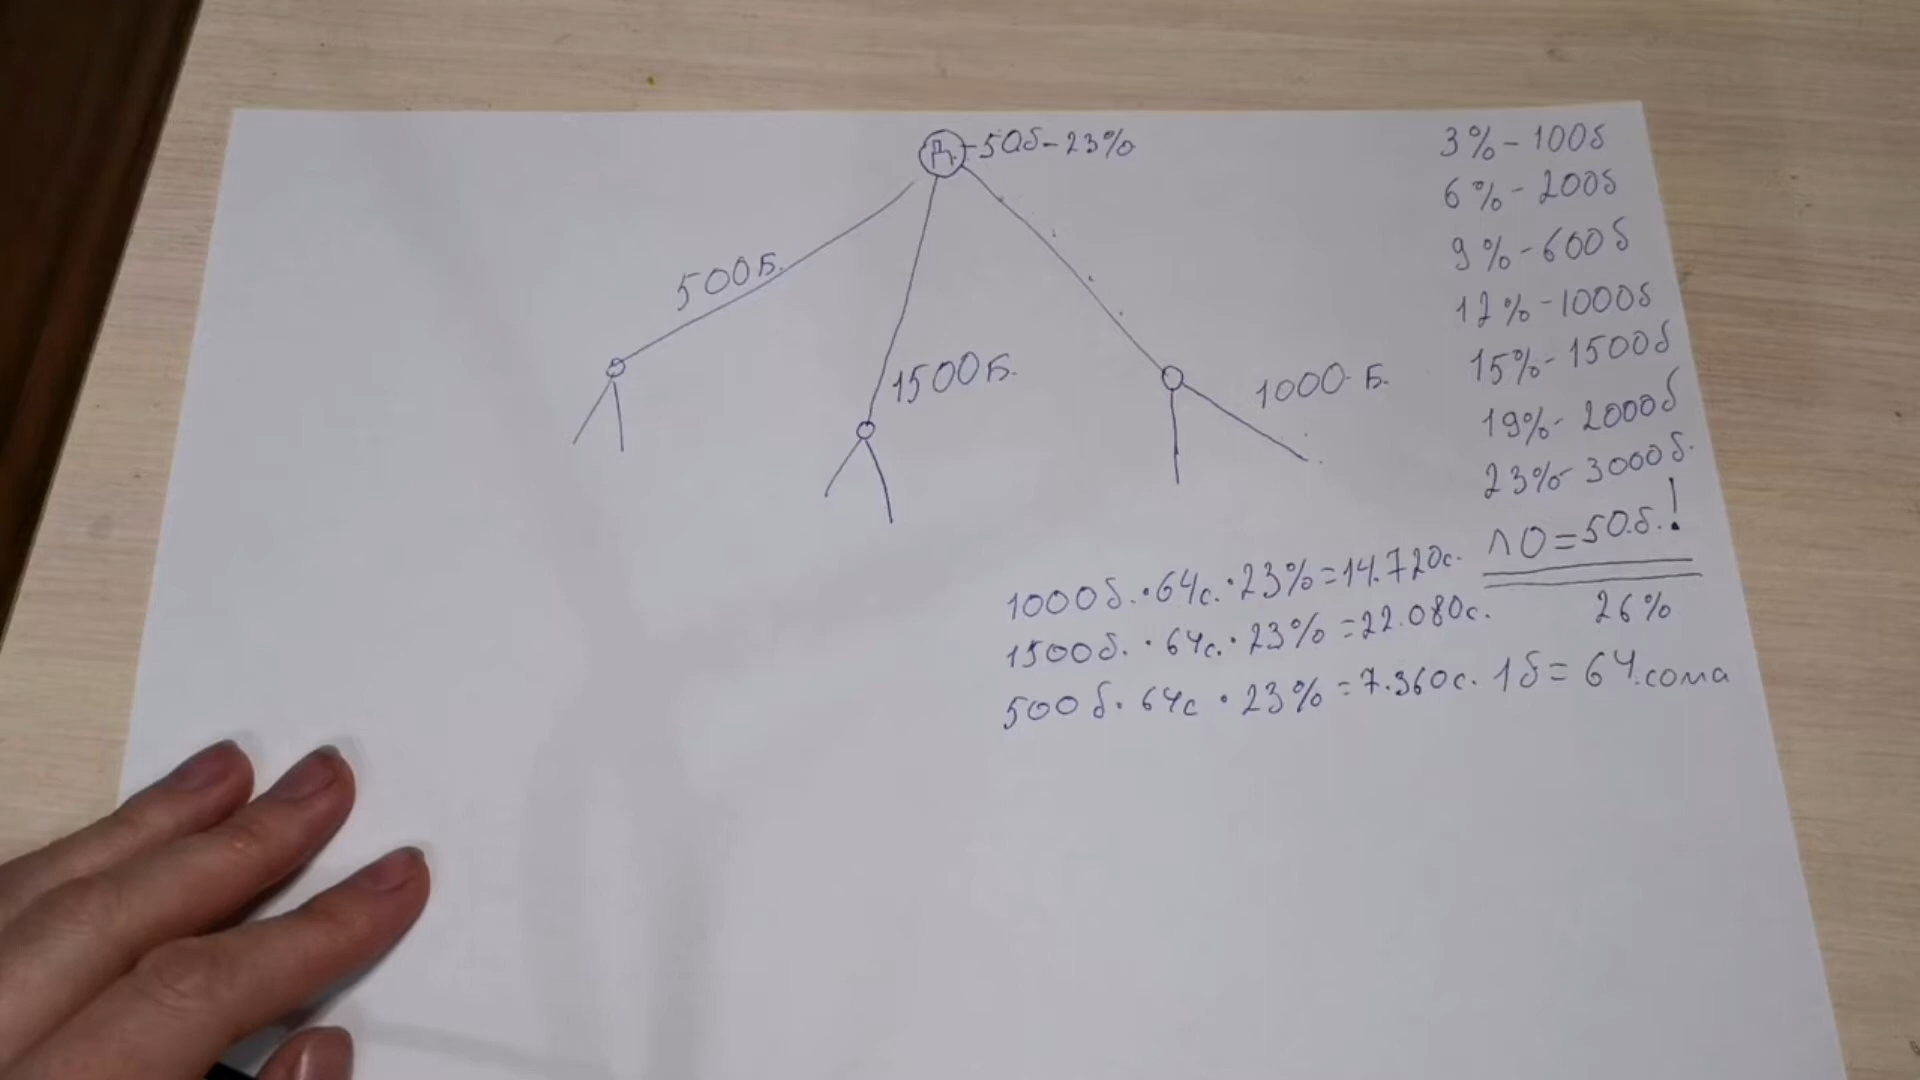 Д -50б-23%
500Б.
1500Б.
1000 Б.
3%-100б
6%-200б
9%-600б
12%-1000б
15%-1500б
19%-2000б
23%-3000б.
ЛО=50.б.!
26%
1б=64.сома
1000б.·64с.·23%=14.720с.
1500б.·64с.·23%=22.080с.
500б·64с·23%=7.360с.